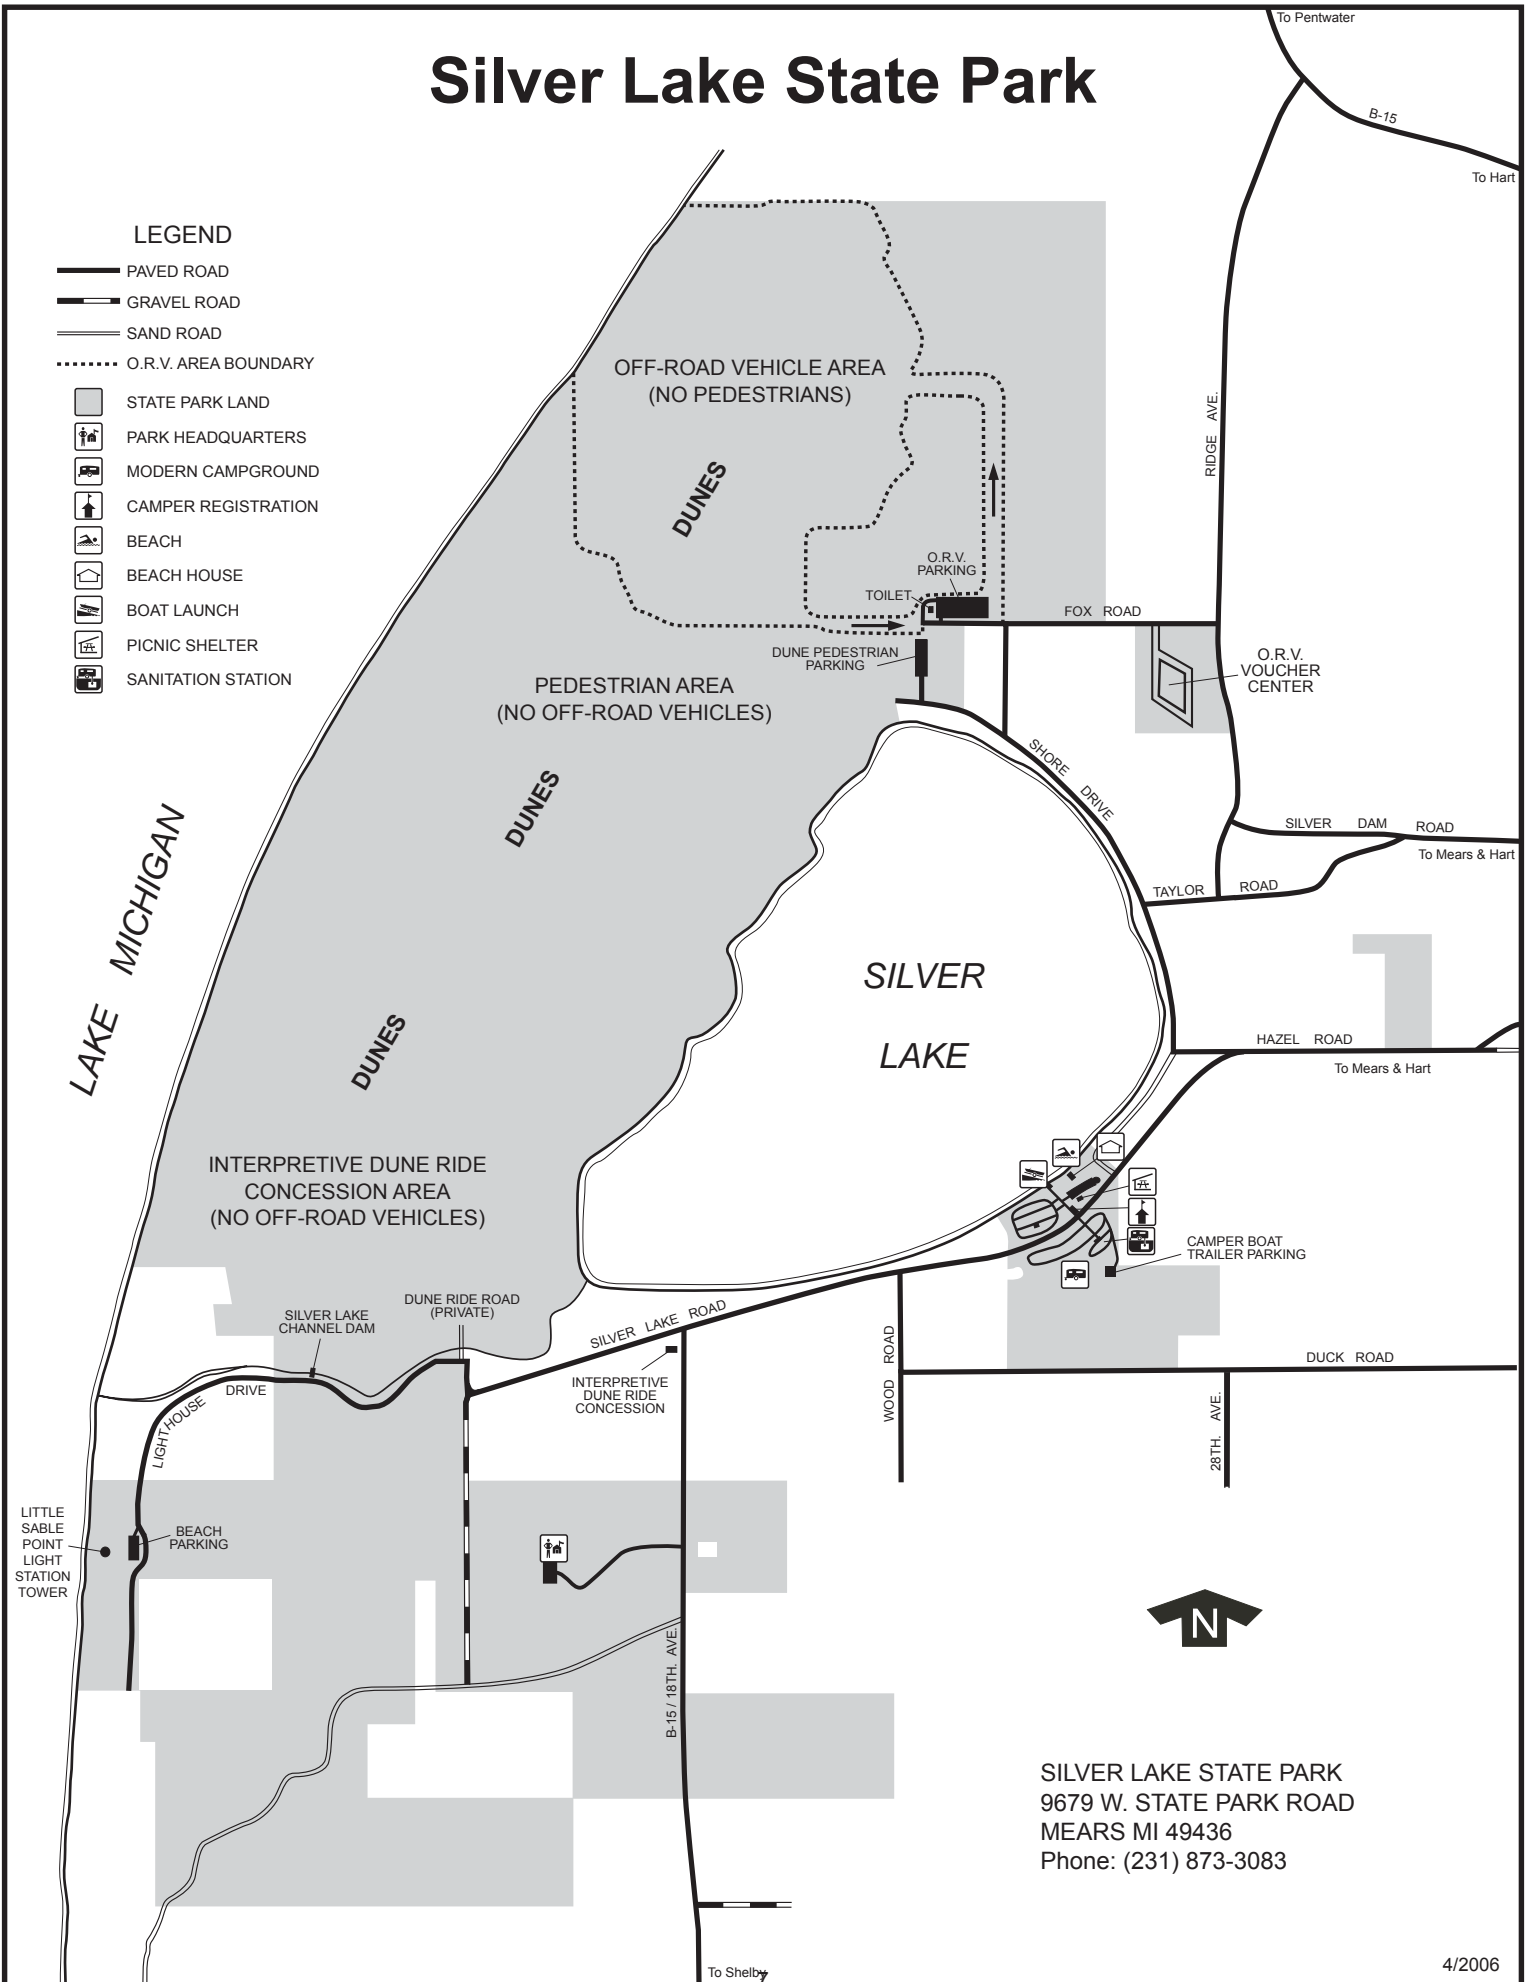 To Pentwater
Silver Lake State Park
B-15
To Hart
LEGEND
PAVED ROAD
GRAVEL ROAD
SAND ROAD
O.R.V. AREA BOUNDARY
STATE PARK LAND
PARK HEADQUARTERS
MODERN CAMPGROUND
CAMPER REGISTRATION
BEACH
BEACH HOUSE
BOAT LAUNCH
PICNIC SHELTER
SANITATION STATION
OFF-ROAD VEHICLE AREA
(NO PEDESTRIANS)
DUNES
RIDGE AVE.
O.R.V.
PARKING
TOILET
FOX ROAD
DUNE PEDESTRIAN
PARKING
O.R.V.
VOUCHER
CENTER
PEDESTRIAN AREA
(NO OFF-ROAD VEHICLES)
DUNES
SHORE DRIVE
SILVER DAM ROAD
To Mears & Hart
TAYLOR ROAD
LAKE MICHIGAN
SILVER
LAKE
DUNES
HAZEL ROAD
To Mears & Hart
INTERPRETIVE DUNE RIDE
CONCESSION AREA
(NO OFF-ROAD VEHICLES)
CAMPER BOAT
TRAILER PARKING
DUNE RIDE ROAD
(PRIVATE)
SILVER LAKE
CHANNEL DAM
SILVER LAKE ROAD
WOOD ROAD
DUCK ROAD
INTERPRETIVE
DUNE RIDE
CONCESSION
LIGHTHOUSE DRIVE
28TH. AVE.
LITTLE
SABLE
POINT
LIGHT
STATION
TOWER
BEACH
PARKING
N
B-15 / 18TH. AVE.
SILVER LAKE STATE PARK
9679 W. STATE PARK ROAD
MEARS MI 49436
Phone: (231) 873-3083
4/2006
To Shelby
7